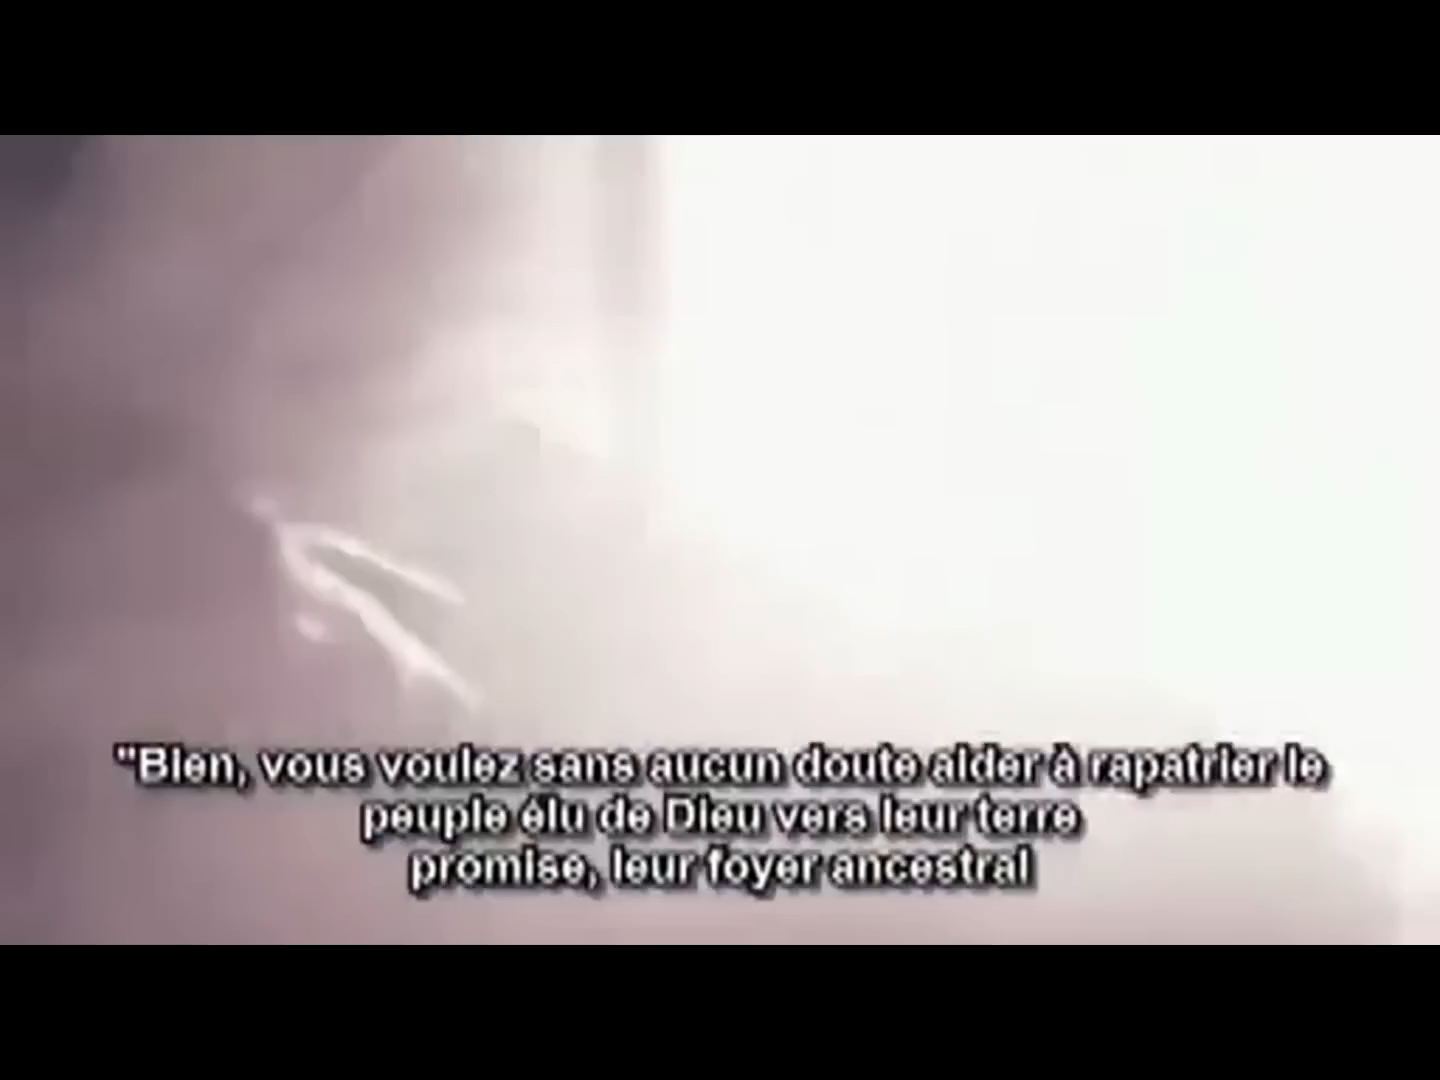 "Bien, vous voulez sans aucun doute aider à rapatrier le
peuple élu de Dieu vers leur terre
promise, leur foyer ancestral